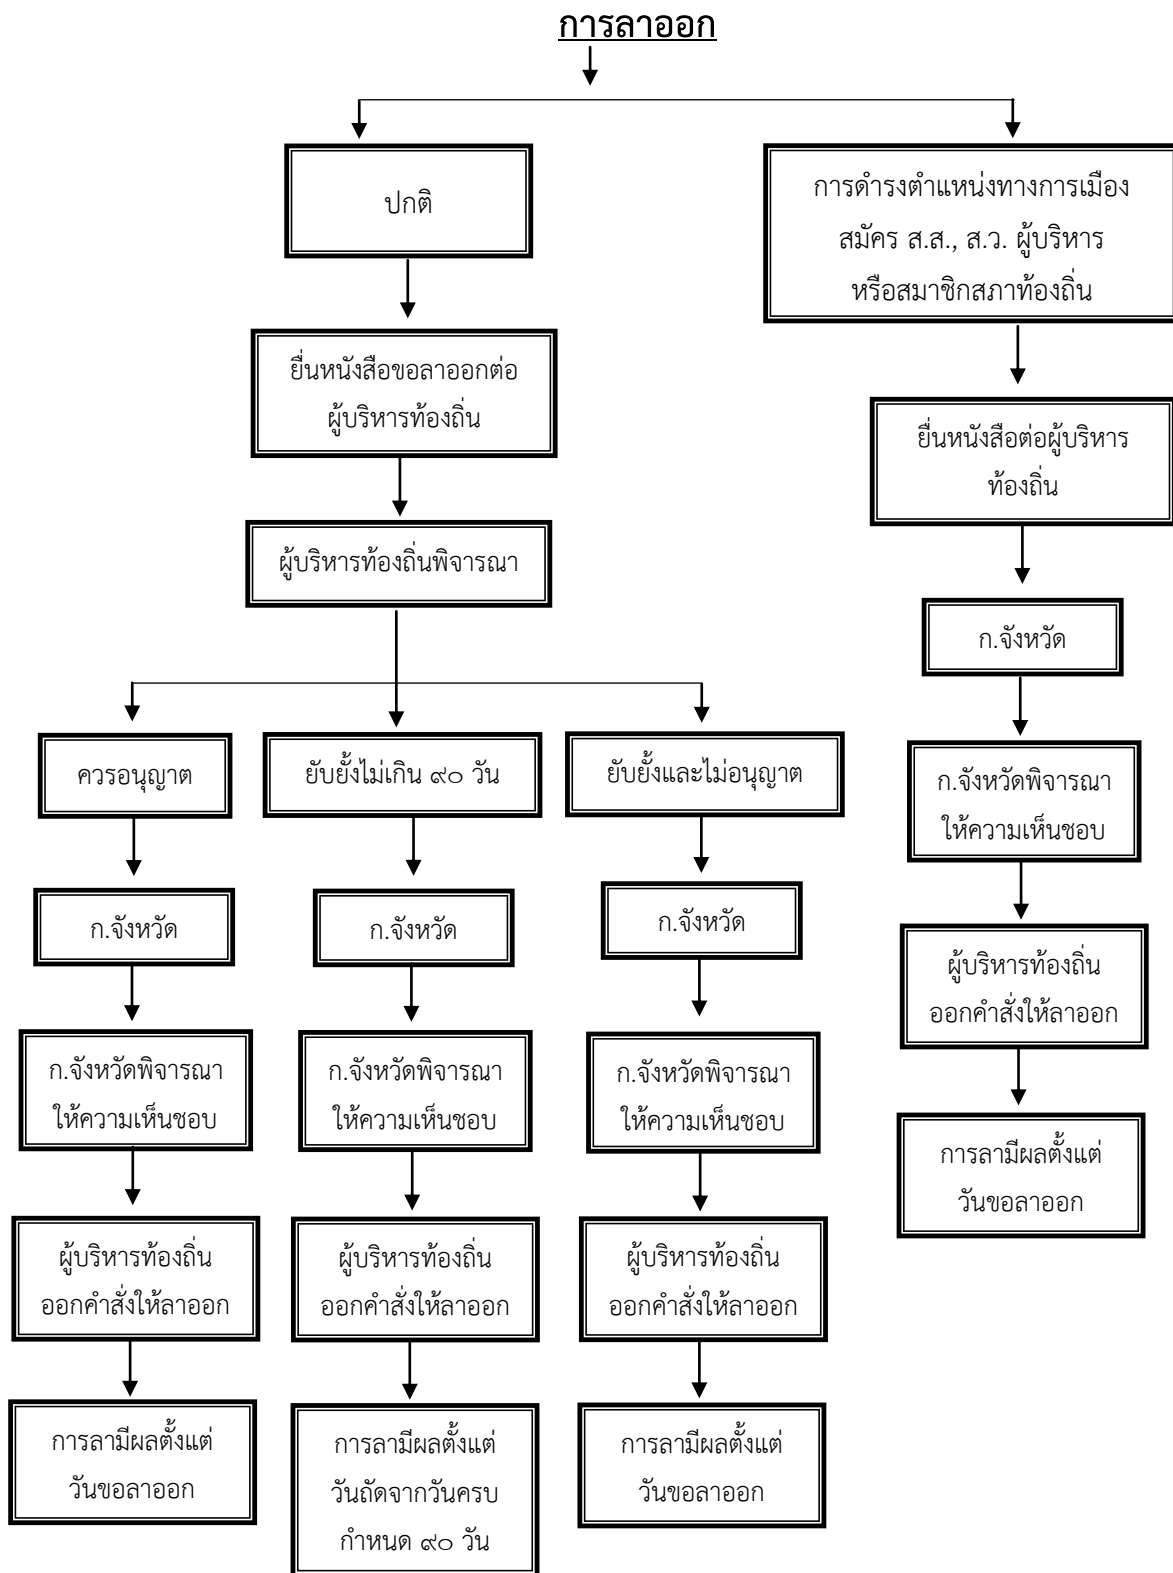 การลาออก
ปกติ
การดำรงตำแหน่งทางการเมือง
สมัคร ส.ส., ส.ว. ผู้บริหาร
หรือสมาชิกสภาท้องถิ่น
ยื่นหนังสือขอลาออกต่อ
ผู้บริหารท้องถิ่น
ยื่นหนังสือต่อผู้บริหาร
ท้องถิ่น
ผู้บริหารท้องถิ่นพิจารณา
ก.จังหวัด
ควรอนุญาต
ยับยั้งไม่เกิน ๙๐ วัน
ยับยั้งและไม่อนุญาต
ก.จังหวัดพิจารณา
ให้ความเห็นชอบ
ก.จังหวัด
ก.จังหวัด
ก.จังหวัด
ผู้บริหารท้องถิ่น
ออกคำสั่งให้ลาออก
ก.จังหวัดพิจารณา
ให้ความเห็นชอบ
ก.จังหวัดพิจารณา
ให้ความเห็นชอบ
ก.จังหวัดพิจารณา
ให้ความเห็นชอบ
การลามีผลตั้งแต่
วันขอลาออก
ผู้บริหารท้องถิ่น
ออกคำสั่งให้ลาออก
ผู้บริหารท้องถิ่น
ออกคำสั่งให้ลาออก
ผู้บริหารท้องถิ่น
ออกคำสั่งให้ลาออก
การลามีผลตั้งแต่
วันขอลาออก
การลามีผลตั้งแต่
วันถัดจากวันครบ
กำหนด ๙๐ วัน
การลามีผลตั้งแต่
วันขอลาออก